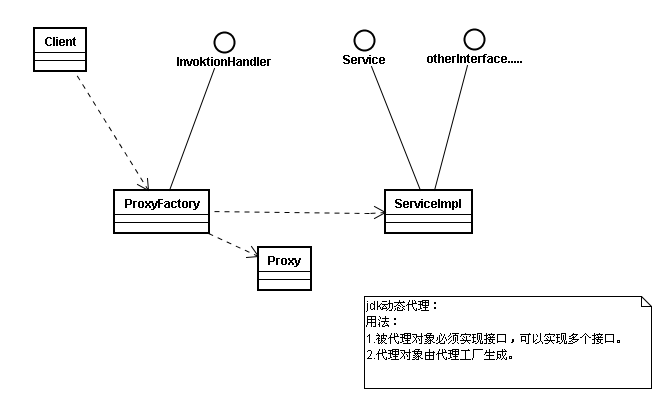 Client
InvoktionHandler
Service
otherInterface.....
ProxyFactory
ServiceImpl
Proxy
jdk动态代理：
用法：
1.被代理对象必须实现接口，可以实现多个接口。
2.代理对象由代理工厂生成。